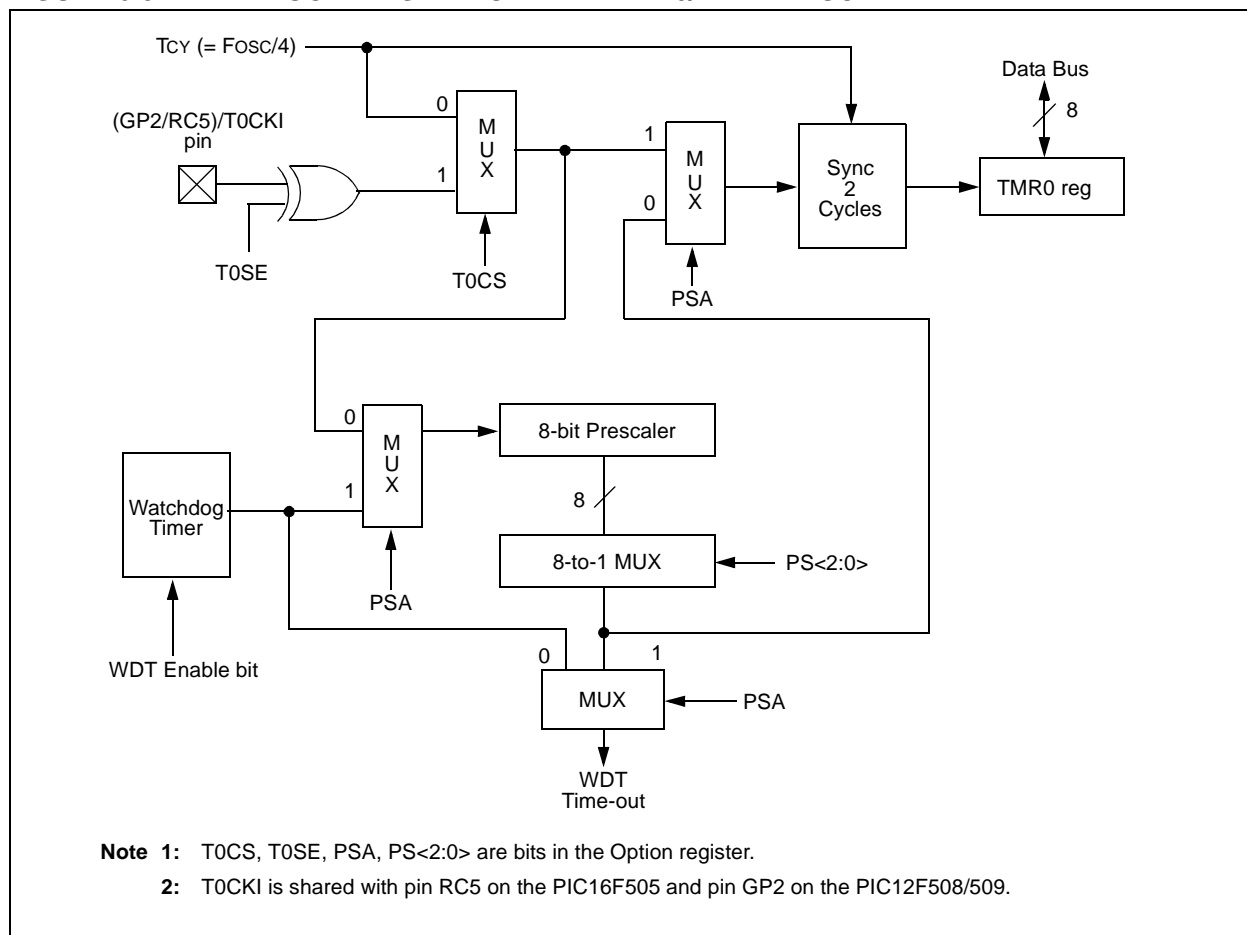 TCY (= FOSC/4)
Data Bus
8
(GP2/RC5)/T0CKI
pin
0
1
M
U
X
1
0
M
U
X
Sync
2
Cycles
TMR0 reg
T0SE
T0CS
PSA
0
1
M
U
X
8-bit Prescaler
Watchdog
Timer
8
8-to-1 MUX
PS<2:0>
PSA
WDT Enable bit
0
1
MUX
PSA
WDT
Time-out
Note 1: T0CS, T0SE, PSA, PS<2:0> are bits in the Option register.
2: T0CKI is shared with pin RC5 on the PIC16F505 and pin GP2 on the PIC12F508/509.